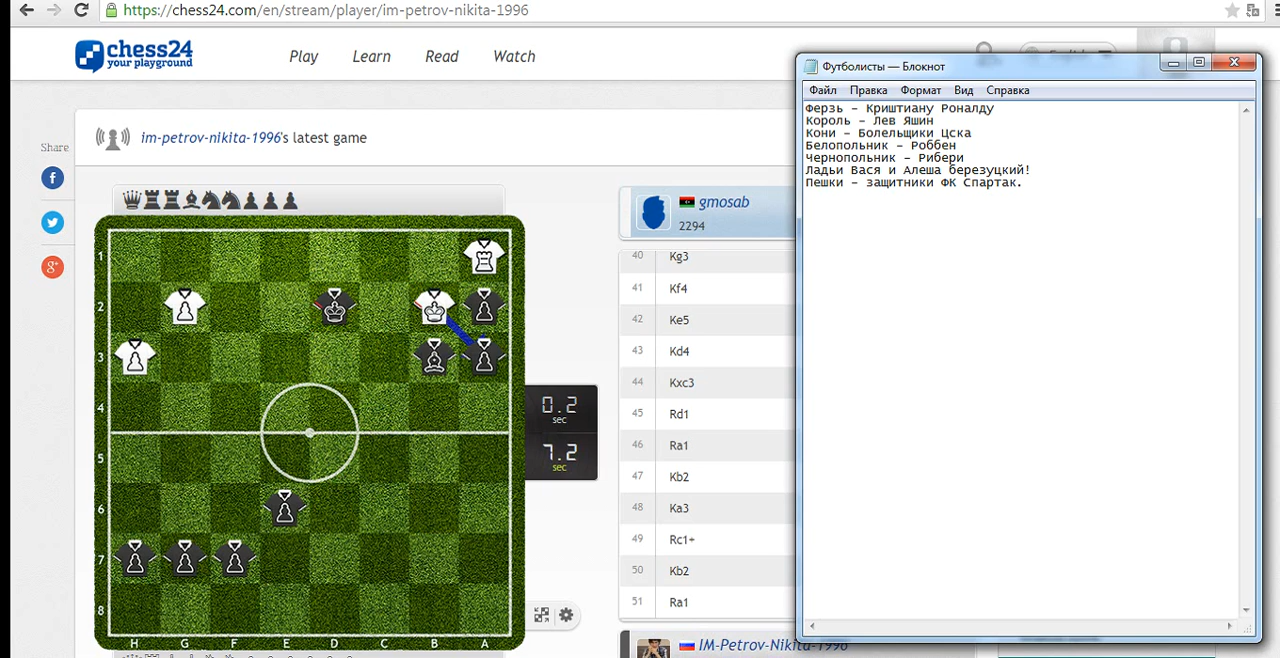 https://chess24.com/en/stream/player/im-petrov-nikita-1996
chess24
your playground
Play Learn Read Watch
English
Футболисты — Блокнот
Файл Правка Формат Вид Справка
Ферзь - Криштиану Роналду
Король - Лев Яшин
Кони - Болельщики Цска
Белопольник - Роббен
Чернопольник - Рибери
Ладьи Вася и Алеша березуцкий!
Пешки - защитники ФК Спартак.
Share
im-petrov-nikita-1996's latest game
gmosab
2294
40 Kg3
41 Kf4
42 Ke5
43 Kd4
44 Kxc3
45 Rd1
46 Ra1
47 Kb2
48 Ka3
49 Rc1+
50 Kb2
51 Ra1
IM-Petrov-Nikita-1996
1
2
3
4
5
6
7
8
H G F E D C B A
0.2
sec
7.2
sec